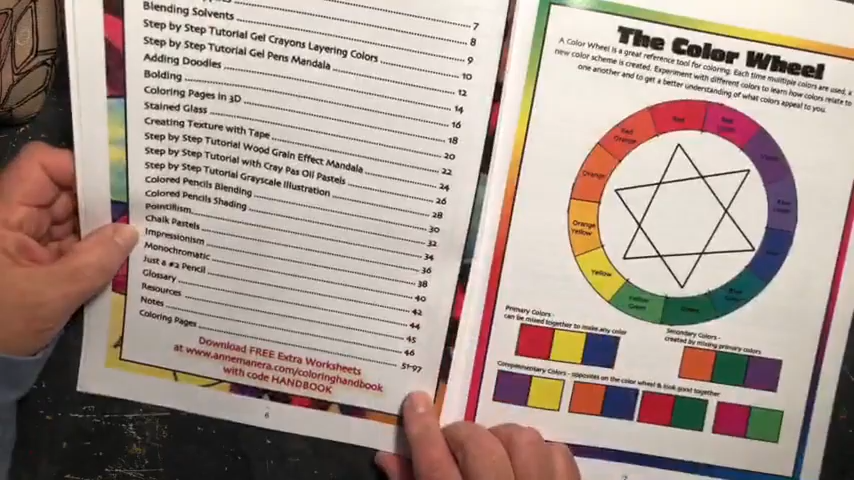 Blending Solvents
Step by Step Tutorial Gel Crayons Layering Colors
Step by Step Tutorial Gel Pens Mandala
Adding Doodles
Bolding
Coloring Pages in 3D
Stained Glass
Creating Texture with Tape
Step by Step Tutorial Wood Grain Effect Mandala
Step by Step Tutorial with Cray Pas Oil Pastels
Step by Step Tutorial Grayscale Illustration
Colored Pencils Blending
Colored Pencils Shading
Pointillism
Chalk Pastels
Impressionism
Monochromatic
Just a #2 Pencil
Glossary
Resources
Notes
Coloring Pages
7
8
9
10
12
14
16
18
20
22
24
26
28
30
32
34
36
38
40
42
44
45
46
51-97
Download FREE Extra Worksheets
at www.annemanera.com/coloringhandbook
with code HANDBOOK
6
The Color Wheel
A Color Wheel is a great reference tool for coloring. Each time multiple colors are used, a
new color scheme is created. Experiment with different colors to learn how colors relate to
one another and to get a better understanding of what colors appeal to you.
Red
Red Orange
Orange
Orange Yellow
Yellow
Yellow Green
Green
Primary Colors -
can be mixed together to make any color
Secondary Colors -
created by mixing primary colors
Complementary Colors - opposites on the color wheel & look good together
7